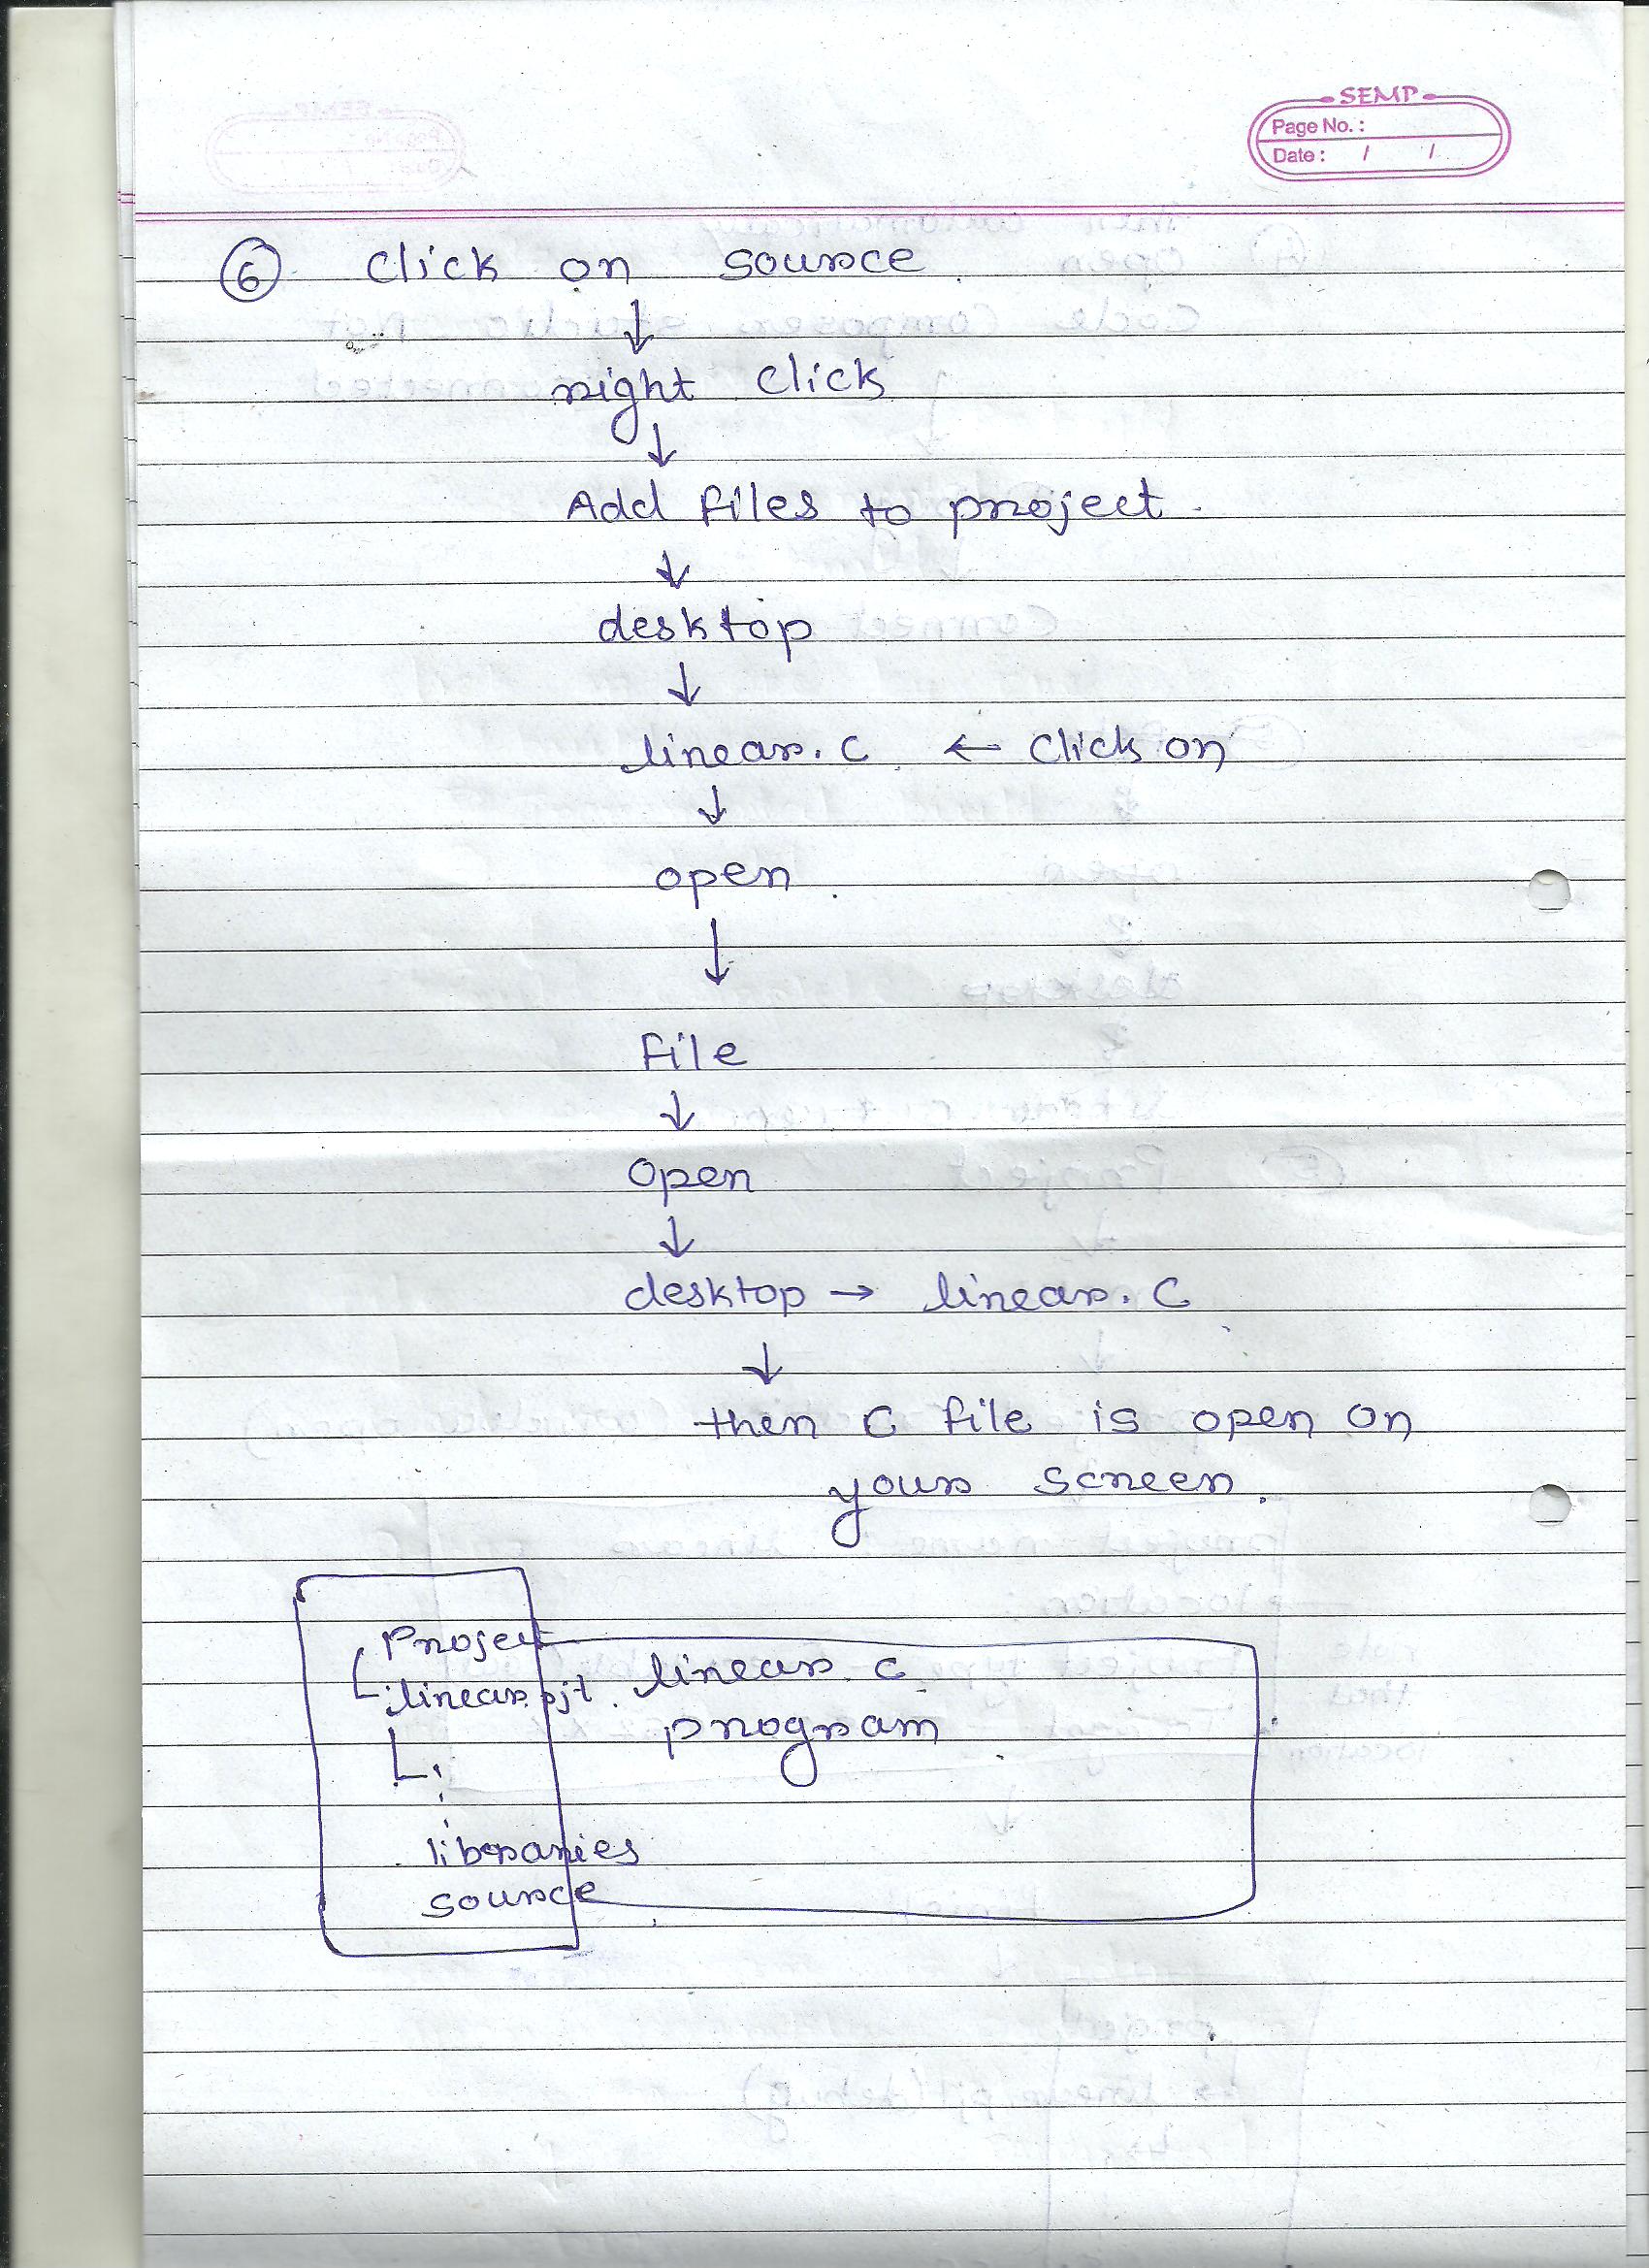 SEMP
Page No. :
Date : / /
⑥ click on source
↓
right click
↓
Add files to project.
↓
desktop
↓
linear. C ← Click on
↓
open
↓
file
↓
Open
↓
desktop → linear. C
↓
then C file is open on
your screen.
Project
linear.pjt.
linear. C
program
libraries
source